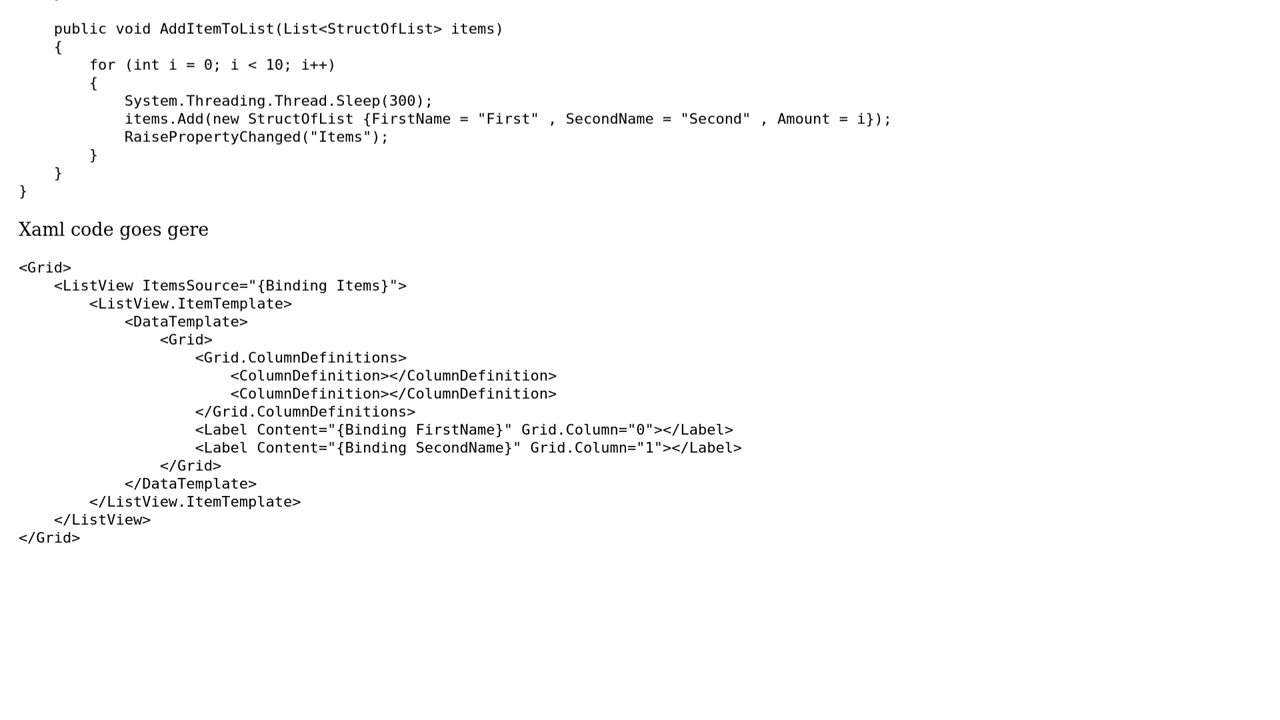 public void AddItemToList(List<StructOfList> items)
    {
        for (int i = 0; i < 10; i++)
        {
            System.Threading.Thread.Sleep(300);
            items.Add(new StructOfList {FirstName = "First" , SecondName = "Second" , Amount = i});
            RaisePropertyChanged("Items");
        }
    }
}
Xaml code goes gere
<Grid>
    <ListView ItemsSource="{Binding Items}">
        <ListView.ItemTemplate>
            <DataTemplate>
                <Grid>
                    <Grid.ColumnDefinitions>
                        <ColumnDefinition></ColumnDefinition>
                        <ColumnDefinition></ColumnDefinition>
                    </Grid.ColumnDefinitions>
                    <Label Content="{Binding FirstName}" Grid.Column="0"></Label>
                    <Label Content="{Binding SecondName}" Grid.Column="1"></Label>
                </Grid>
            </DataTemplate>
        </ListView.ItemTemplate>
    </ListView>
</Grid>